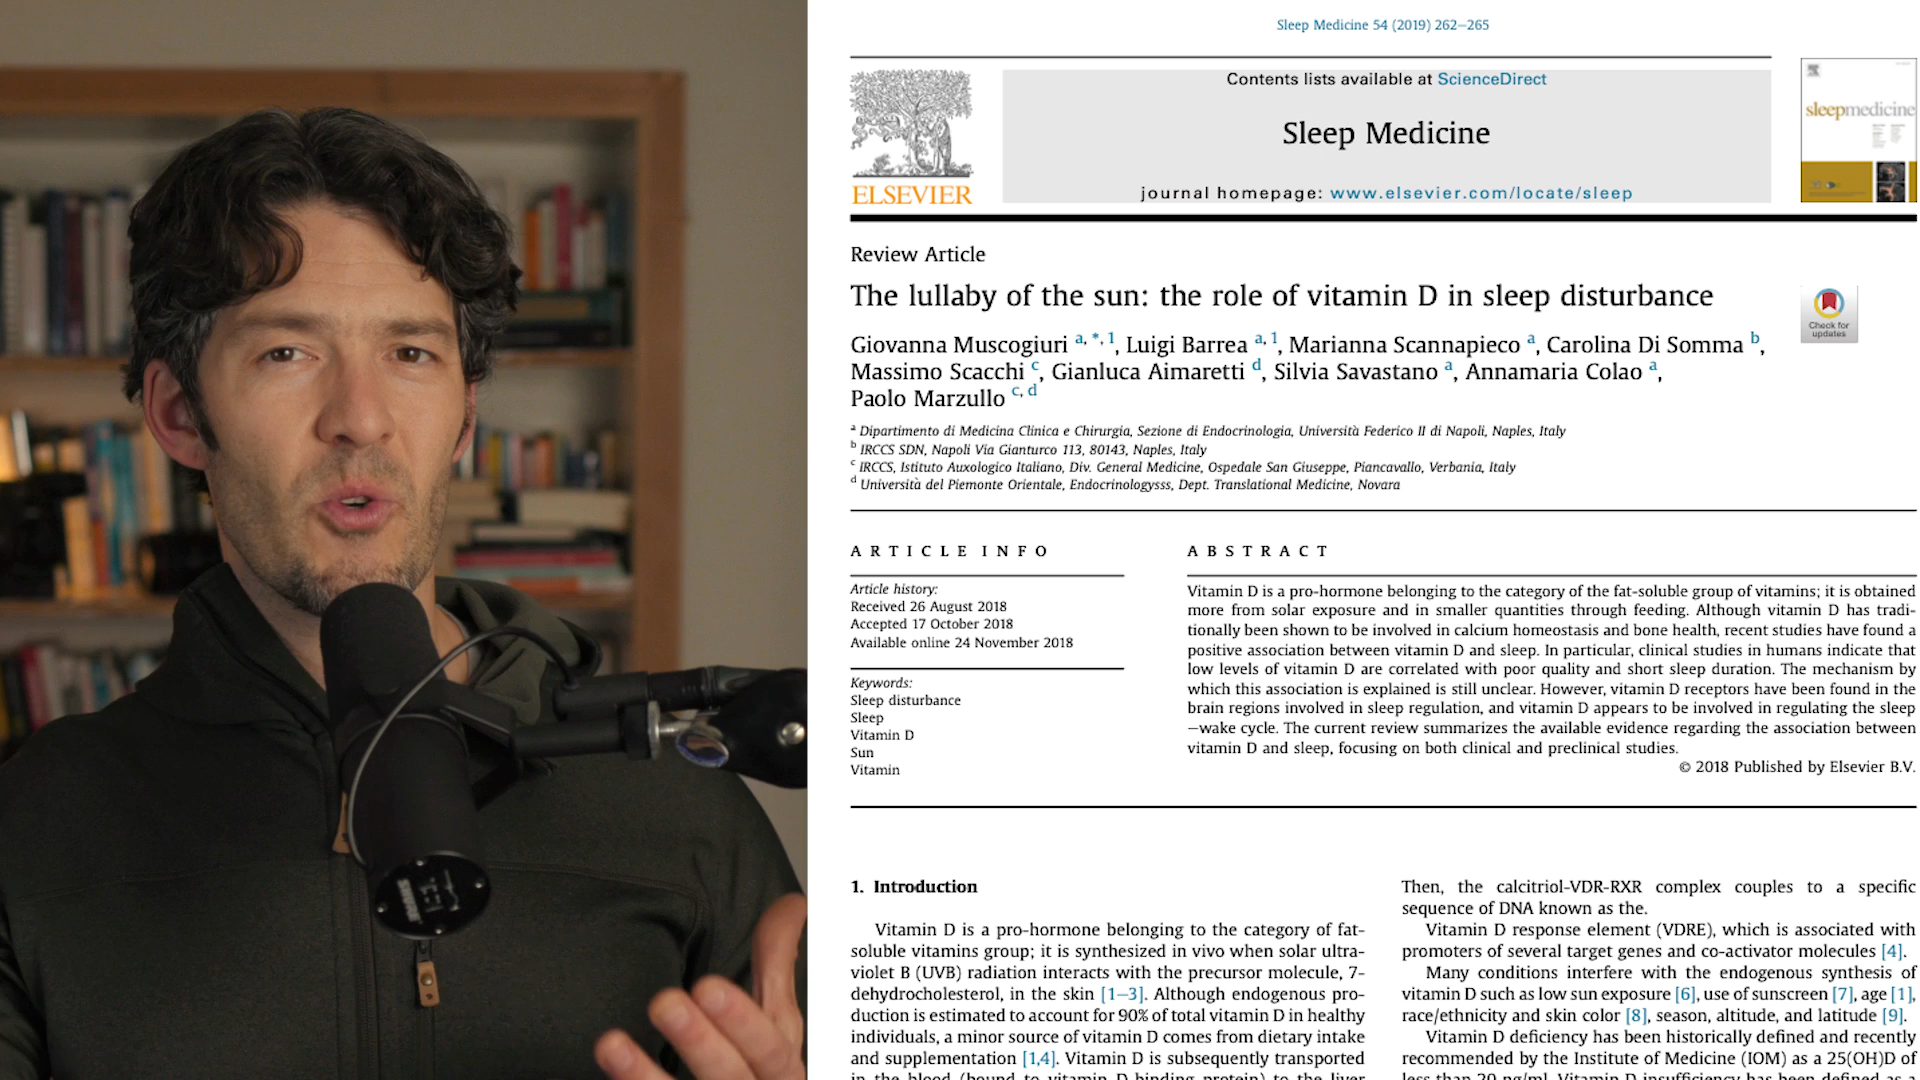 Sleep Medicine 54 (2019) 262–265
Contents lists available at ScienceDirect
Sleep Medicine
journal homepage: www.elsevier.com/locate/sleep
ELSEVIER
sleepmedicine
Review Article
The lullaby of the sun: the role of vitamin D in sleep disturbance
Check for
updates
Giovanna Muscogiuri a, *, 1, Luigi Barrea a, 1, Marianna Scannapieco a, Carolina Di Somma b,
Massimo Scacchi c, Gianluca Aimaretti d, Silvia Savastano a, Annamaria Colao a,
Paolo Marzullo c, d
a Dipartimento di Medicina Clinica e Chirurgia, Sezione di Endocrinologia, Università Federico II di Napoli, Naples, Italy
b IRCCS SDN, Napoli Via Gianturco 113, 80143, Naples, Italy
c IRCCS, Istituto Auxologico Italiano, Div. General Medicine, Ospedale San Giuseppe, Piancavallo, Verbania, Italy
d Università del Piemonte Orientale, Endocrinologysss, Dept. Translational Medicine, Novara
ARTICLE INFO
Article history:
Received 26 August 2018
Accepted 17 October 2018
Available online 24 November 2018
Keywords:
Sleep disturbance
Sleep
Vitamin D
Sun
Vitamin
ABSTRACT
Vitamin D is a pro-hormone belonging to the category of the fat-soluble group of vitamins; it is obtained
more from solar exposure and in smaller quantities through feeding. Although vitamin D has tradi-
tionally been shown to be involved in calcium homeostasis and bone health, recent studies have found a
positive association between vitamin D and sleep. In particular, clinical studies in humans indicate that
low levels of vitamin D are correlated with poor quality and short sleep duration. The mechanism by
which this association is explained is still unclear. However, vitamin D receptors have been found in the
brain regions involved in sleep regulation, and vitamin D appears to be involved in regulating the sleep
–wake cycle. The current review summarizes the available evidence regarding the association between
vitamin D and sleep, focusing on both clinical and preclinical studies.
© 2018 Published by Elsevier B.V.
1. Introduction
Vitamin D is a pro-hormone belonging to the category of fat-
soluble vitamins group; it is synthesized in vivo when solar ultra-
violet B (UVB) radiation interacts with the precursor molecule, 7-
dehydrocholesterol, in the skin [1–3]. Although endogenous pro-
duction is estimated to account for 90% of total vitamin D in healthy
individuals, a minor source of vitamin D comes from dietary intake
and supplementation [1,4]. Vitamin D is subsequently transported
in the blood (bound to vitamin D binding protein) to the liver
Then, the calcitriol-VDR-RXR complex couples to a specific
sequence of DNA known as the.
Vitamin D response element (VDRE), which is associated with
promoters of several target genes and co-activator molecules [4].
Many conditions interfere with the endogenous synthesis of
vitamin D such as low sun exposure [6], use of sunscreen [7], age [1],
race/ethnicity and skin color [8], season, altitude, and latitude [9].
Vitamin D deficiency has been historically defined and recently
recommended by the Institute of Medicine (IOM) as a 25(OH)D of
less than 20 ng/ml. Vitamin D insufficiency has been defined as a